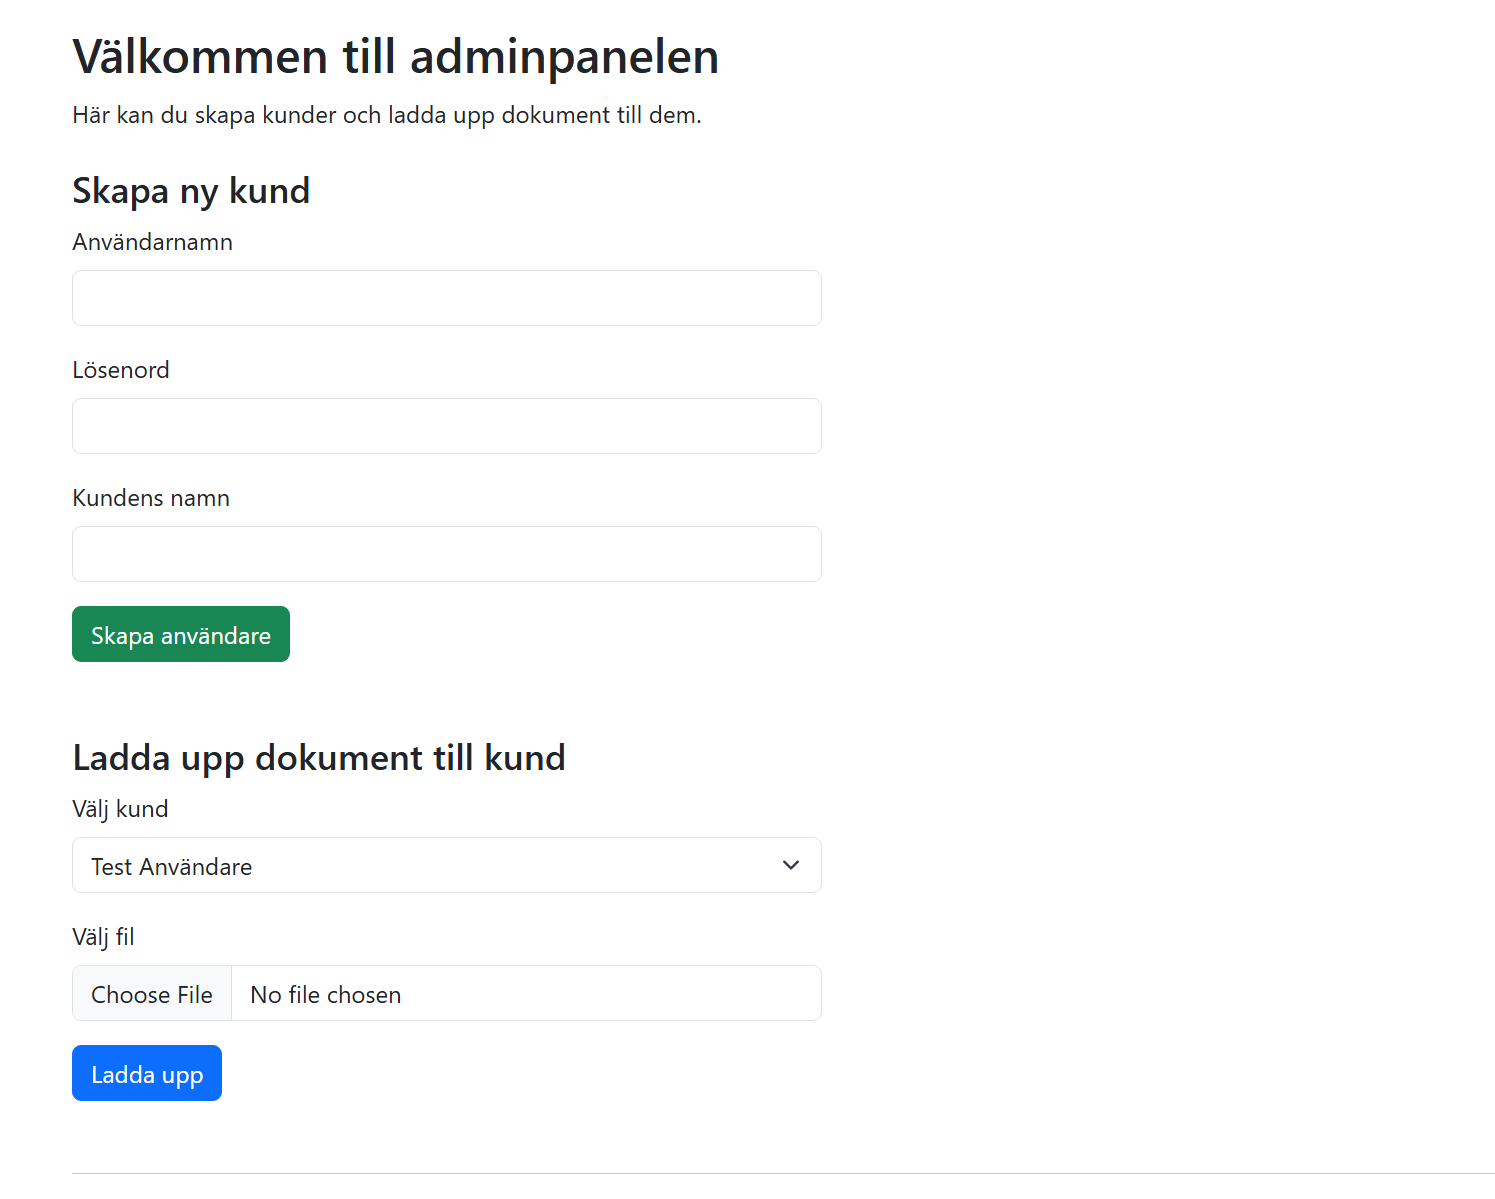 Välkommen till adminpanelen
Här kan du skapa kunder och ladda upp dokument till dem.
Skapa ny kund
Användarnamn
Lösenord
Kundens namn
Skapa användare
Ladda upp dokument till kund
Välj kund
Test Användare
Välj fil
Choose File No file chosen
Ladda upp